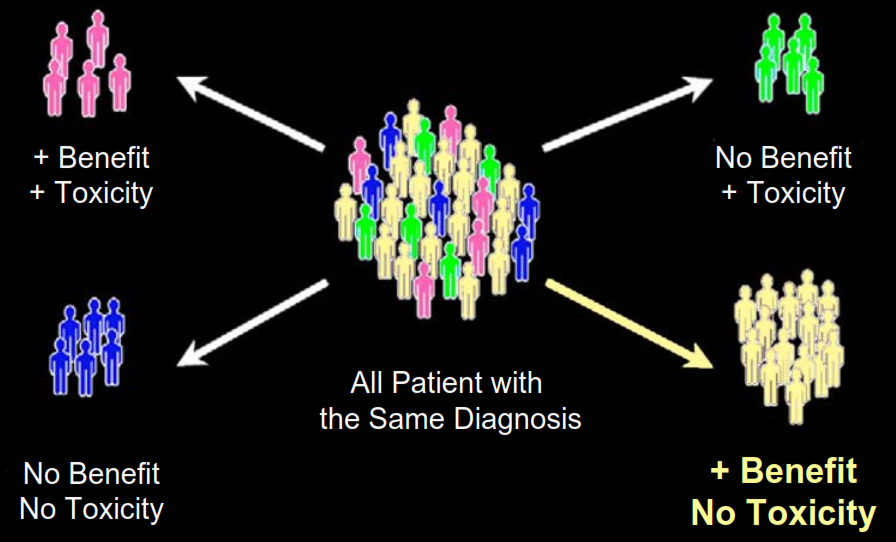 + Benefit
+ Toxicity
No Benefit
+ Toxicity
All Patient with
the Same Diagnosis
No Benefit
No Toxicity
+ Benefit
No Toxicity